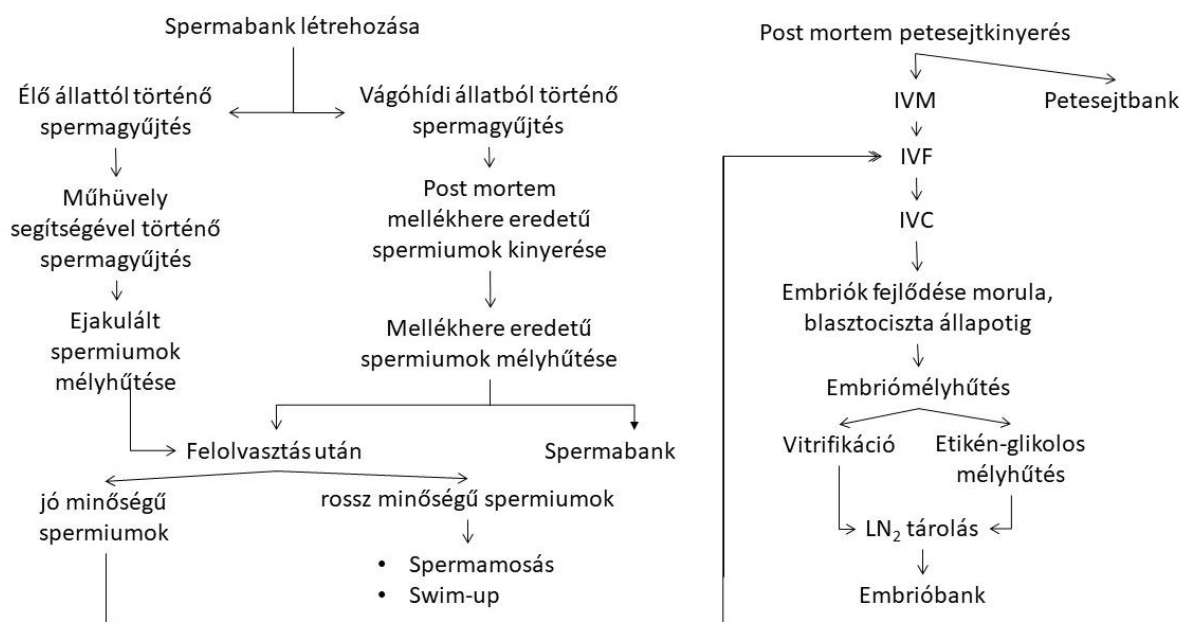 Spermabank létrehozása
Élő állattól történő
spermagyűjtés
Vágóhídi állatból történő
spermagyűjtés
Műhüvely
segítségével történő
spermagyűjtés
Post mortem
mellékhere eredetű
spermiumok kinyerése
Ejakulált
spermiumok
mélyhűtése
Mellékhere eredetű
spermiumok mélyhűtése
Felolvasztás után
Spermabank
jó minőségű
spermiumok
rossz minőségű spermiumok
• Spermamosás
• Swim-up
Post mortem petesejtkinyerés
IVM
Petesejtbank
IVF
IVC
Embriók fejlődése morula,
blasztociszta állapotig
Embriómélyhűtés
Vitrifikáció
Etikén-glikolos
mélyhűtés
LN₂ tárolás
Embrióbank